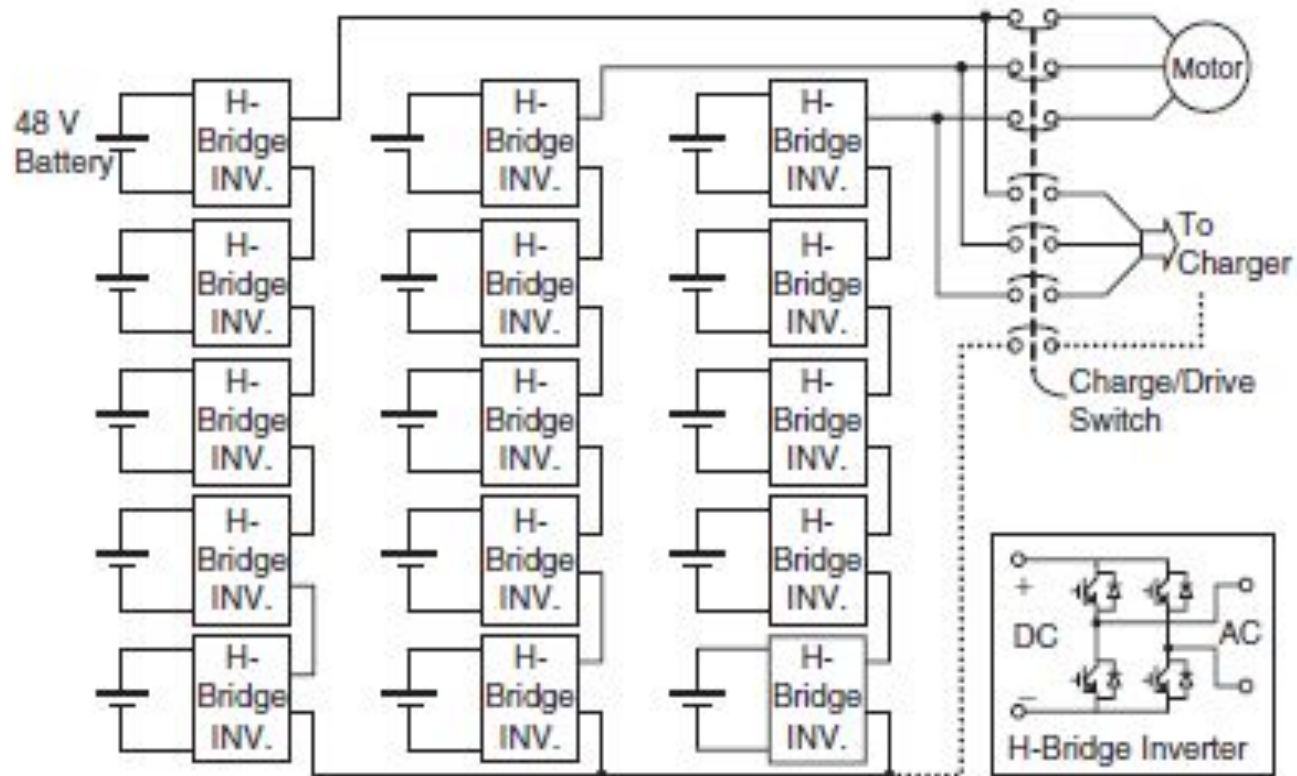 48 V
Battery
H-
Bridge
INV.
H-
Bridge
INV.
H-
Bridge
INV.
H-
Bridge
INV.
H-
Bridge
INV.
H-
Bridge
INV.
H-
Bridge
INV.
H-
Bridge
INV.
H-
Bridge
INV.
H-
Bridge
INV.
H-
Bridge
INV.
H-
Bridge
INV.
H-
Bridge
INV.
H-
Bridge
INV.
H-
Bridge
INV.
Motor
To
Charger
Charge/Drive
Switch
+
DC
AC
−
H-Bridge Inverter